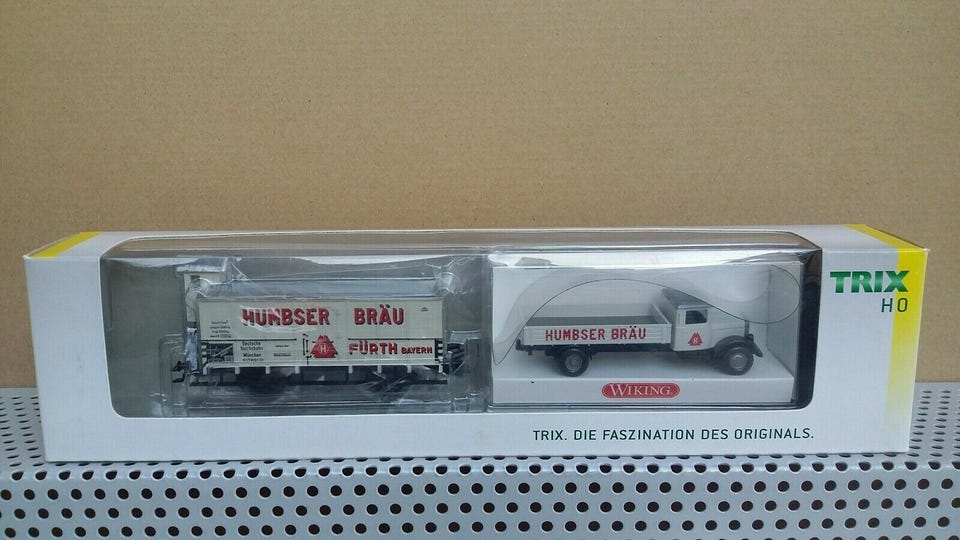 TRIX
H0
HUMBSER BRÄU
Deutsche
Reichsbahn
München
FÜRTH BAYERN
H
HUMBSER BRÄU
H
WIKING
TRIX. DIE FASZINATION DES ORIGINALS.